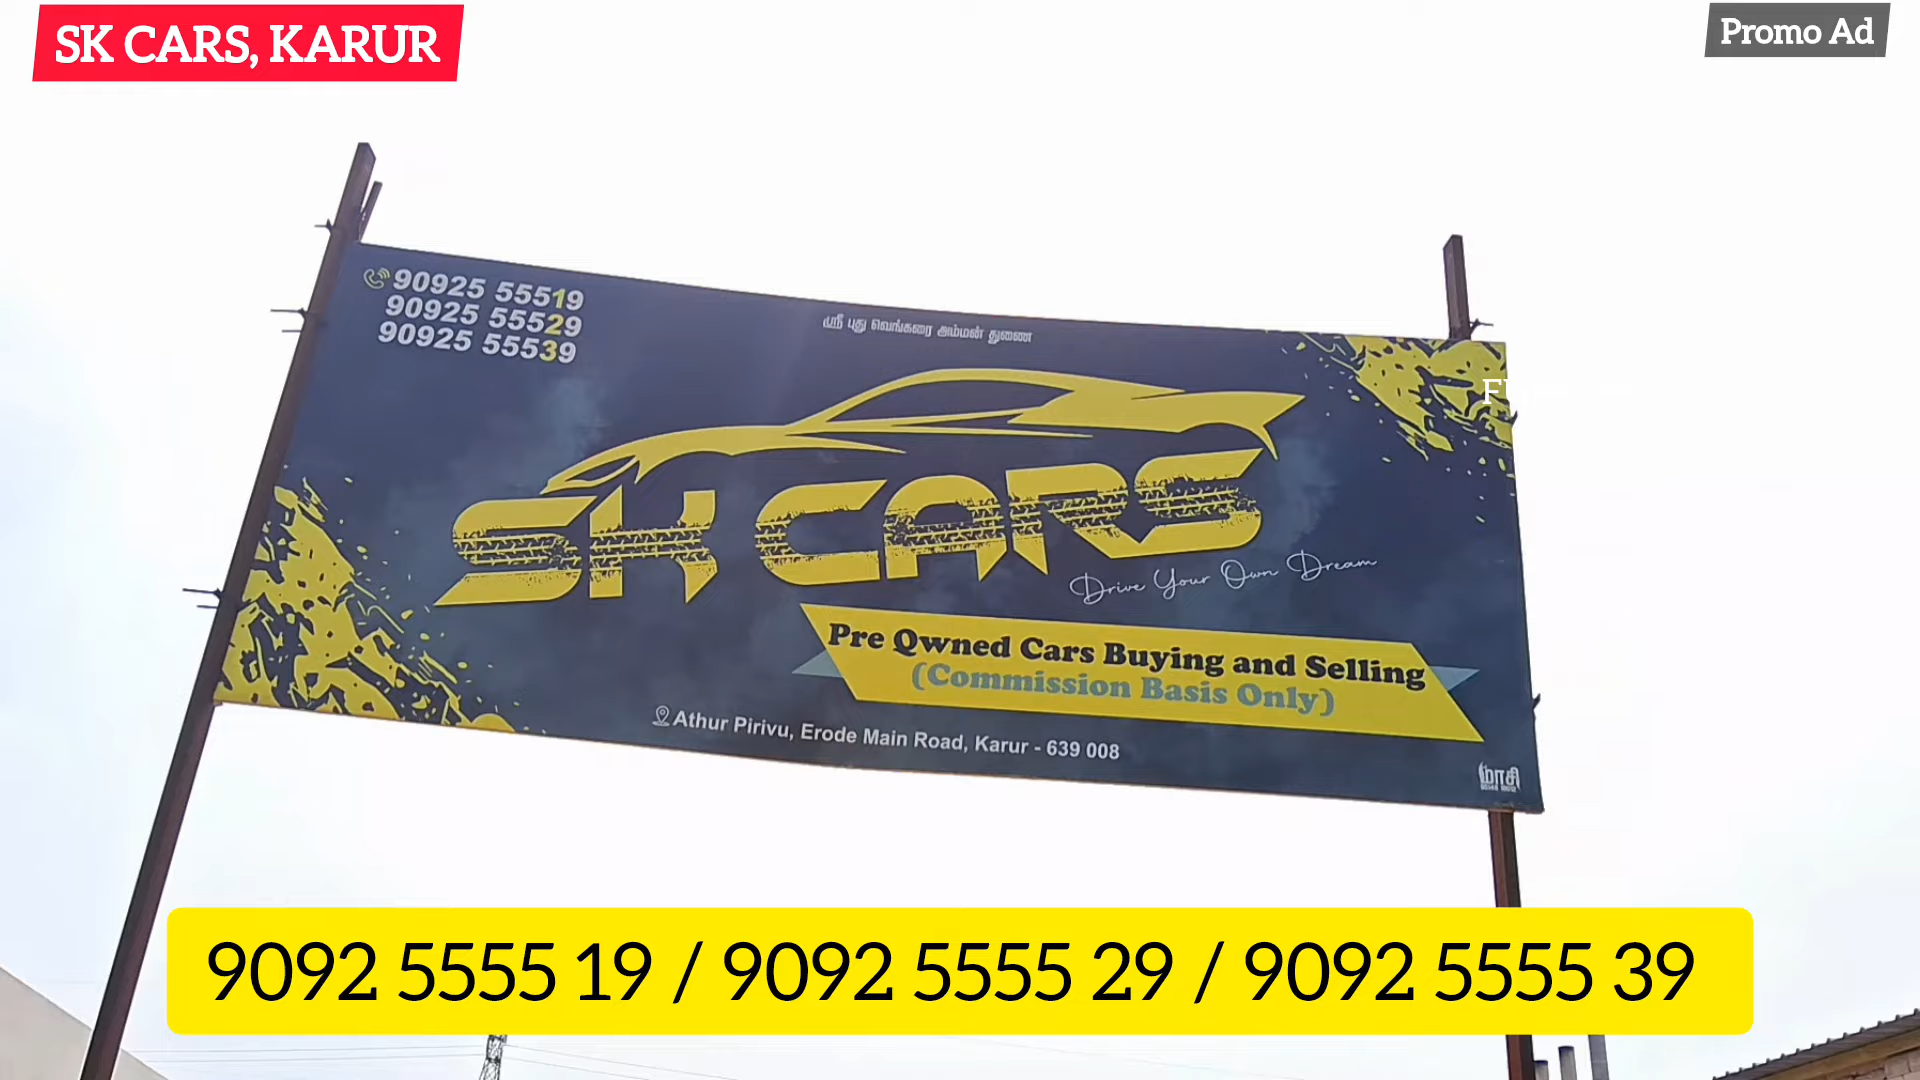 SK CARS, KARUR
Promo Ad
90925 55519
90925 55529
90925 55539
ஸ்ரீ புது வெங்கரை அம்மன் துணை
SK CARS
Drive Your Own Dream
Pre Qwned Cars Buying and Selling
(Commission Basis Only)
Athur Pirivu, Erode Main Road, Karur - 639 008
மாசி
9092 5555 19 / 9092 5555 29 / 9092 5555 39